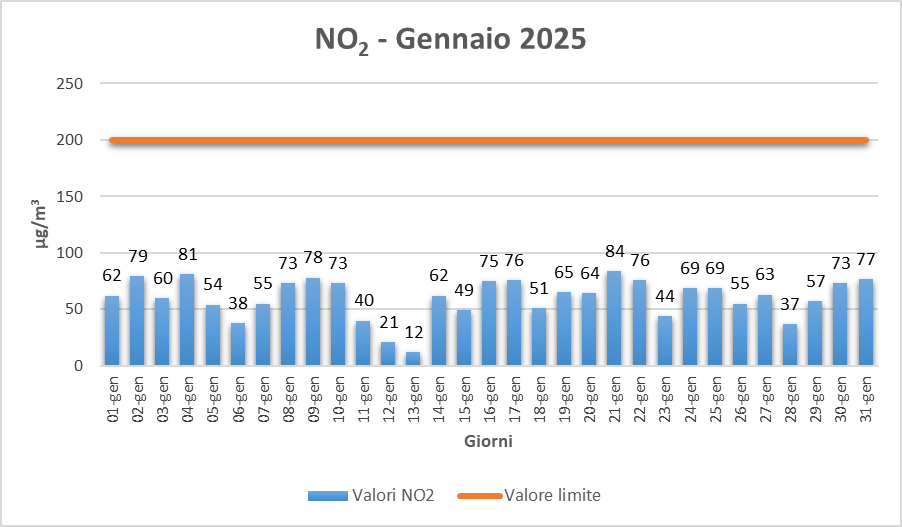 NO2 - Gennaio 2025
µg/m³
250
200
150
100
50
0
62 79 60 81 54 38 55 73 78 73 40 21 12 62 49 75 76 51 65 64 84 76 44 69 69 55 63 37 57 73 77
01-gen 02-gen 03-gen 04-gen 05-gen 06-gen 07-gen 08-gen 09-gen 10-gen 11-gen 12-gen 13-gen 14-gen 15-gen 16-gen 17-gen 18-gen 19-gen 20-gen 21-gen 22-gen 23-gen 24-gen 25-gen 26-gen 27-gen 28-gen 29-gen 30-gen 31-gen
Giorni
Valori NO2 Valore limite